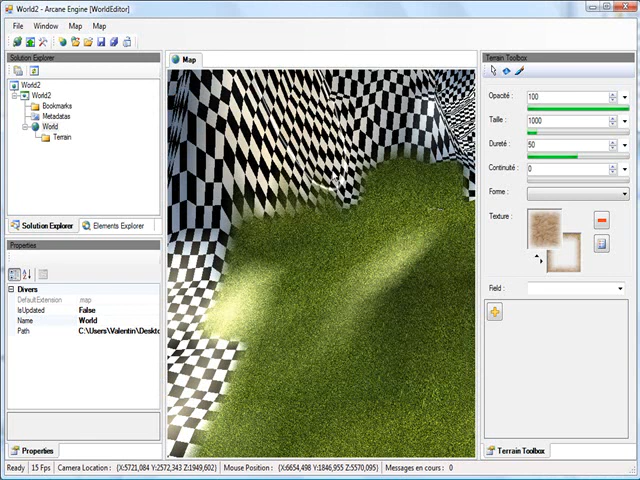 World2 - Arcane Engine [WorldEditor]
File Window Map Map
Solution Explorer
World2
World2
Bookmarks
Metadatas
World
Terrain
Solution Explorer Elements Explorer
Properties
Divers
DefaultExtension .map
IsUpdated False
Name World
Path C:\Users\Valentin\Deskto
Properties
Map
Terrain Toolbox
Opacité : 100
Taille : 1000
Dureté : 50
Continuité : 0
Forme :
Texture :
Field :
Terrain Toolbox
Ready 15 Fps Camera Location : {X:5721,084 Y:2572,343 Z:1949,602} Mouse Position : {X:6654,498 Y:1846,955 Z:5570,095} Messages en cours : 0